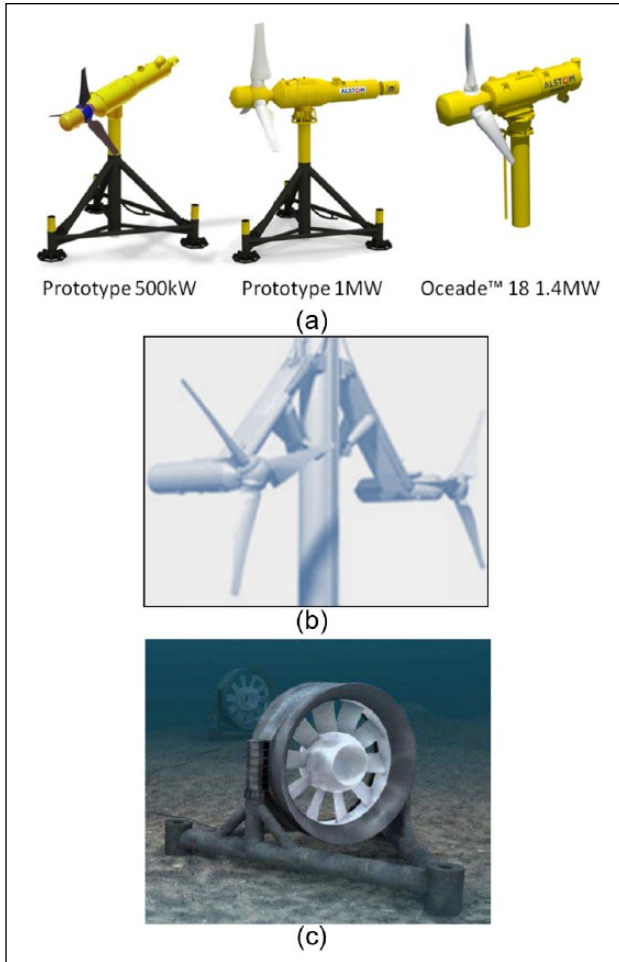 ALSTOM
ALSTOM
Prototype 500kW Prototype 1MW Oceade™ 18 1.4MW
(a)
(b)
(c)